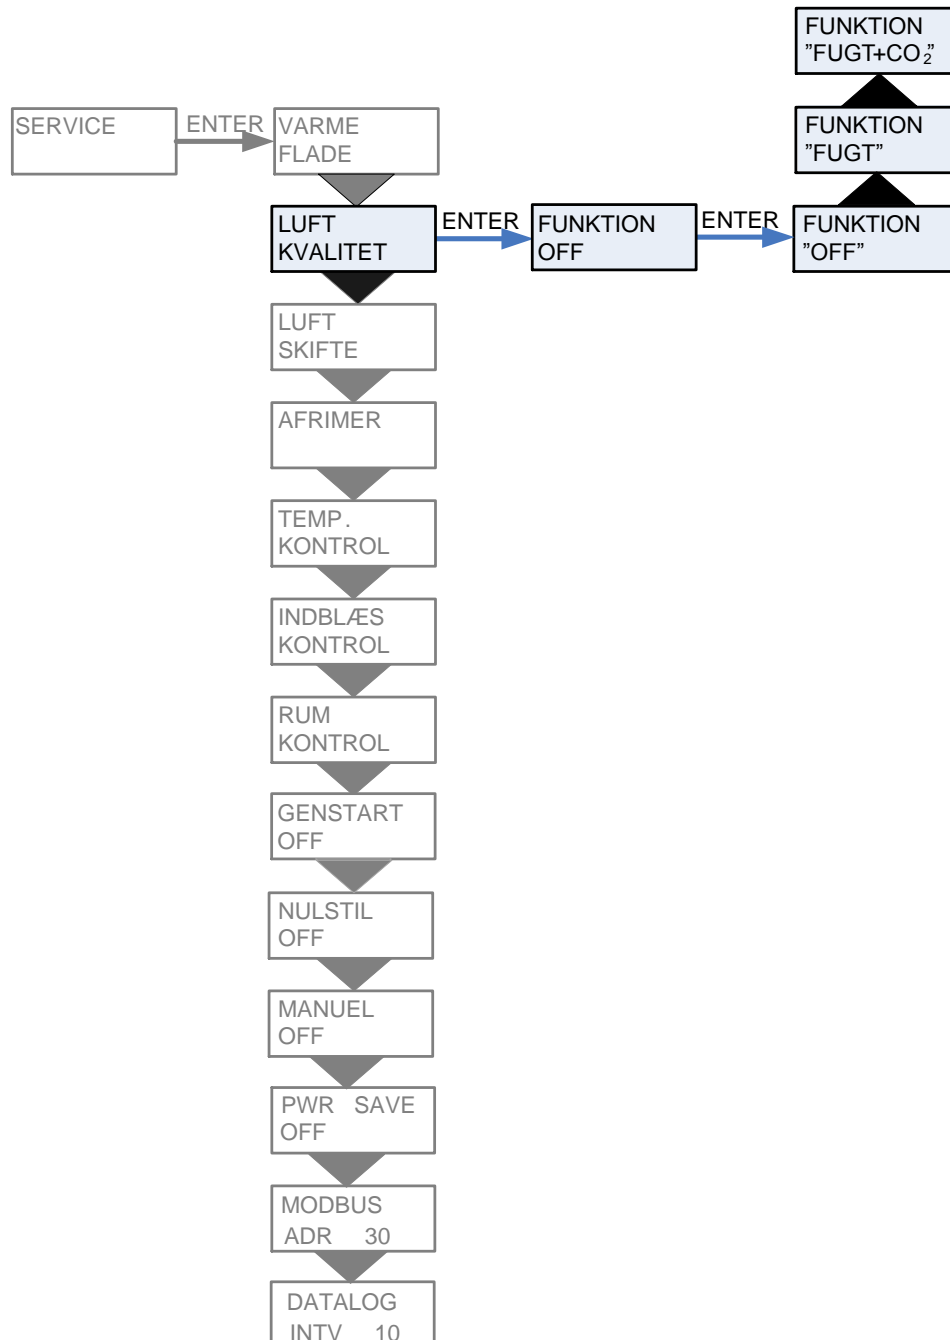 FUNKTION
"FUGT+CO₂"
SERVICE
ENTER
VARME
FLADE
FUNKTION
"FUGT"
LUFT
KVALITET
ENTER
FUNKTION
OFF
ENTER
FUNKTION
"OFF"
LUFT
SKIFTE
AFRIMER
TEMP.
KONTROL
INDBLÆS
KONTROL
RUM
KONTROL
GENSTART
OFF
NULSTIL
OFF
MANUEL
OFF
PWR SAVE
OFF
MODBUS
ADR 30
DATALOG
INTV 10